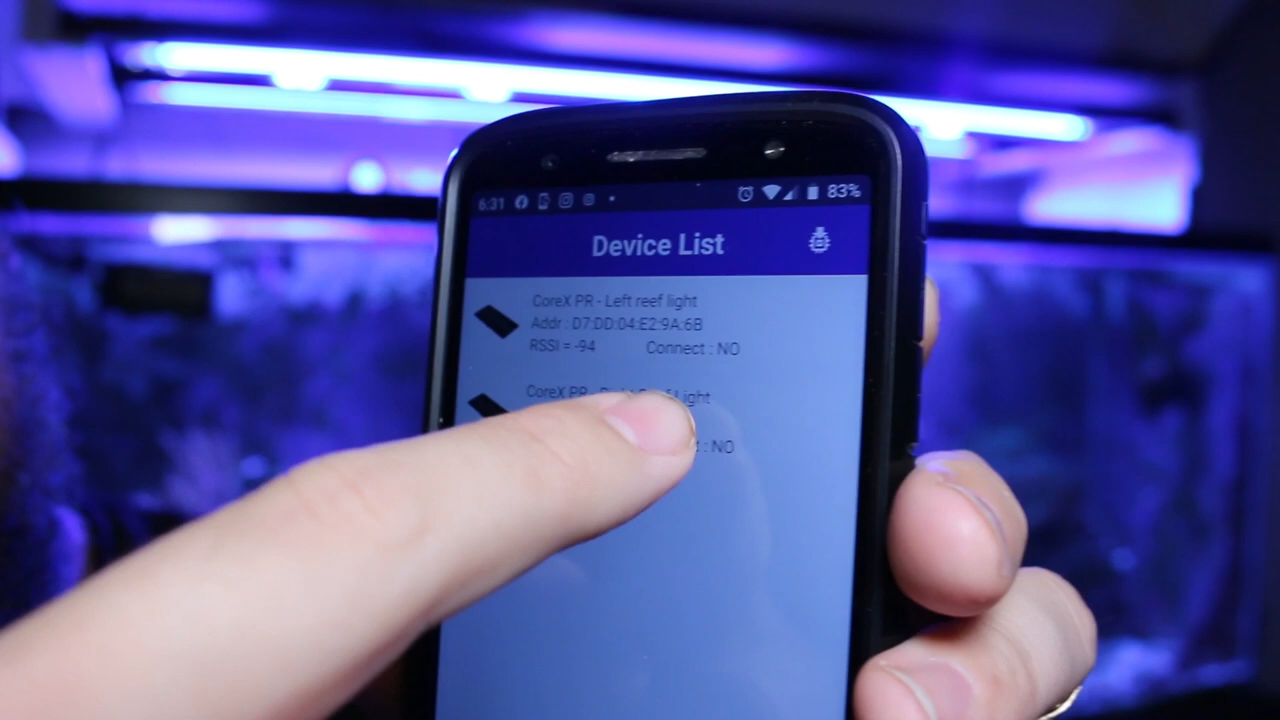 6:31 83%
Device List
CoreX PR - Left reef light
Addr : D7:DD:04:E2:9A:6B
RSSI = -94 Connect : NO
CoreX PR - Light
: NO